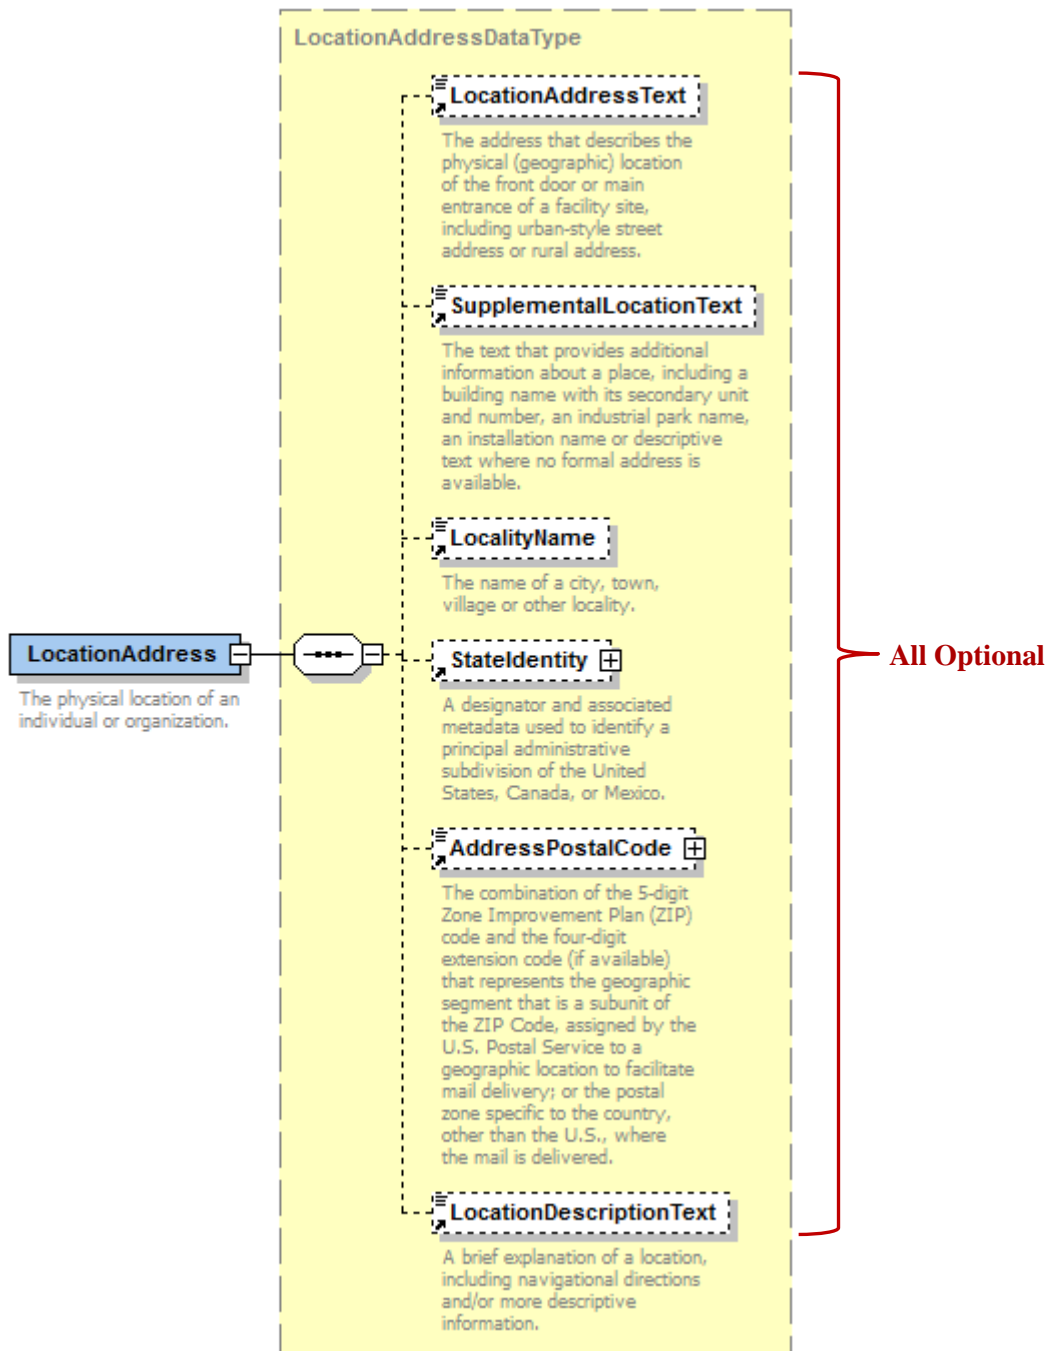 LocationAddressDataType
LocationAddressText
The address that describes the
physical (geographic) location
of the front door or main
entrance of a facility site,
including urban-style street
address or rural address.
SupplementalLocationText
The text that provides additional
information about a place, including a
building name with its secondary unit
and number, an industrial park name,
an installation name or descriptive
text where no formal address is
available.
LocalityName
The name of a city, town,
village or other locality.
LocationAddress
The physical location of an
individual or organization.
StateIdentity
A designator and associated
metadata used to identify a
principal administrative
subdivision of the United
States, Canada, or Mexico.
All Optional
AddressPostalCode
The combination of the 5-digit
Zone Improvement Plan (ZIP)
code and the four-digit
extension code (if available)
that represents the geographic
segment that is a subunit of
the ZIP Code, assigned by the
U.S. Postal Service to a
geographic location to facilitate
mail delivery; or the postal
zone specific to the country,
other than the U.S., where
the mail is delivered.
LocationDescriptionText
A brief explanation of a location,
including navigational directions
and/or more descriptive
information.